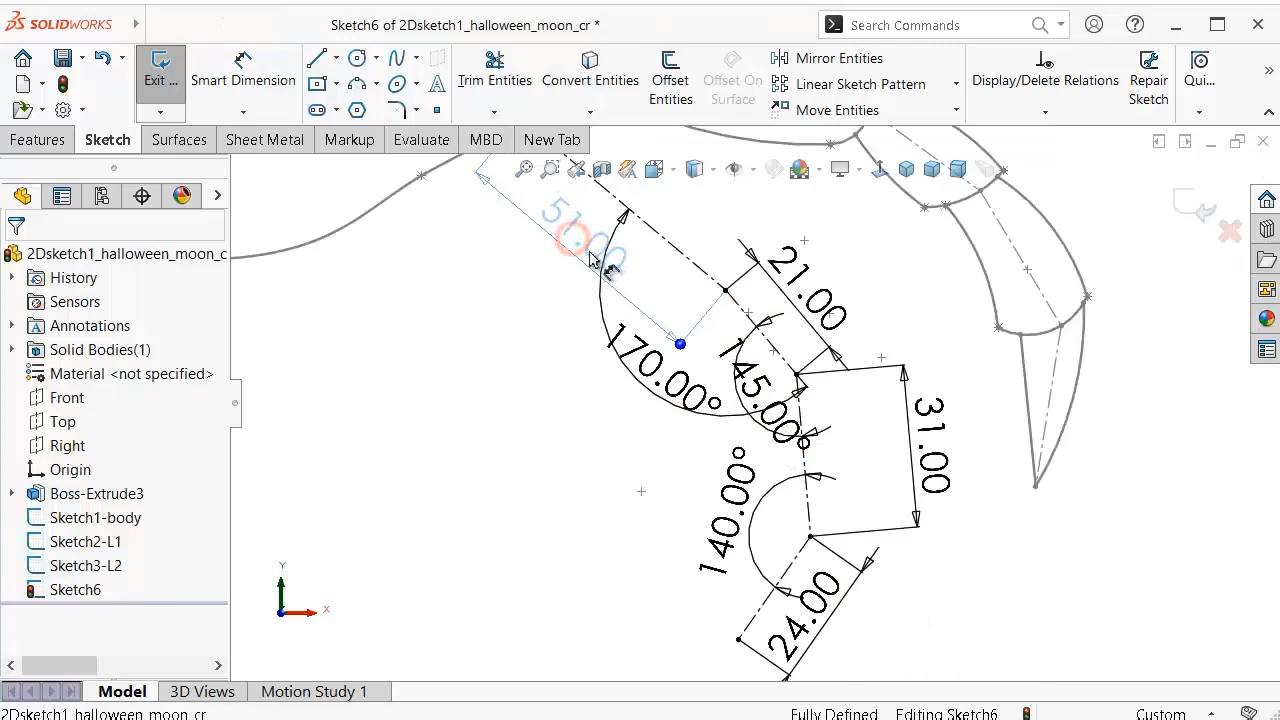 SOLIDWORKS
Sketch6 of 2Dsketch1_halloween_moon_cr *
Search Commands
Exit ...
Smart Dimension
Trim Entities
Convert Entities
Offset Entities
Offset On Surface
Mirror Entities
Linear Sketch Pattern
Move Entities
Display/Delete Relations
Repair Sketch
Qui...
Features
Sketch
Surfaces
Sheet Metal
Markup
Evaluate
MBD
New Tab
2Dsketch1_halloween_moon_c
History
Sensors
Annotations
Solid Bodies(1)
Material <not specified>
Front
Top
Right
Origin
Boss-Extrude3
Sketch1-body
Sketch2-L1
Sketch3-L2
Sketch6
51.00
21.00
170.00°
145.00°
31.00
140.00°
24.00
Y
X
Model
3D Views
Motion Study 1
2Dsketch1_halloween_moon_cr
Fully Defined
Editing Sketch6
Custom